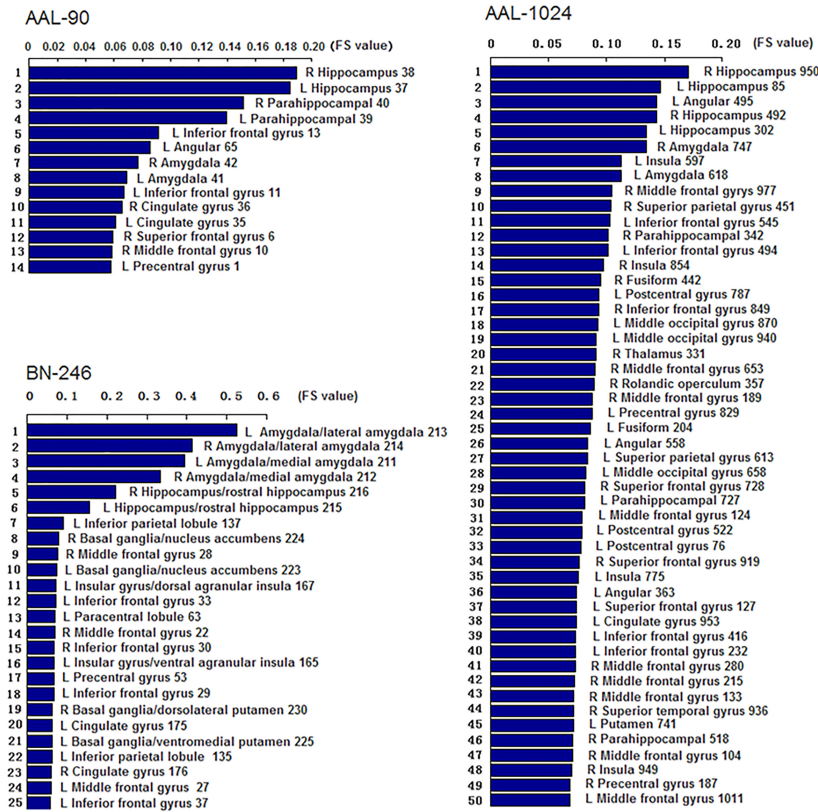 AAL-90
0 0.02 0.06 0.06 0.08 0.10 0.12 0.14 0.16 0.18 0.20 (FS value)
1 R Hippocampus 38
2 L Hippocampus 37
3 R Parahippocampal 40
4 L Parahippocampal 39
5 L Inferior frontal gyrus 13
6 L Angular 65
7 R Amygdala 42
8 L Amygdala 41
9 L Inferior frontal gyrus 11
10 R Cingulate gyrus 36
11 L Cingulate gyrus 35
12 R Superior frontal gyrus 6
13 R Middle frontal gyrus 10
14 L Precentral gyrus 1
BN-246
0 0.1 0.2 0.3 0.4 0.5 0.6 (FS value)
1 L Amygdala/lateral amygdala 213
2 R Amygdala/lateral amygdala 214
3 L Amygdala/medial amygdala 211
4 R Amygdala/medial amygdala 212
5 R Hippocampus/rostral hippocampus 216
6 L Hippocampus/rostral hippocampus 215
7 L Inferior parietal lobule 137
8 R Basal ganglia/nucleus accumbens 224
9 R Middle frontal gyrus 28
10 L Basal ganglia/nucleus accumbens 223
11 L Insular gyrus/dorsal agranular insula 167
12 L Inferior frontal gyrus 33
13 L Paracentral lobule 63
14 R Middle frontal gyrus 22
15 R Inferior frontal gyrus 30
16 L Insular gyrus/ventral agranular insula 165
17 L Precentral gyrus 53
18 L Inferior frontal gyrus 29
19 R Basal ganglia/dorsolateral putamen 230
20 L Cingulate gyrus 175
21 L Basal ganglia/ventromedial putamen 225
22 L Inferior parietal lobule 135
23 R Cingulate gyrus 176
24 L Middle frontal gyrus 27
25 L Inferior frontal gyrus 37
AAL-1024
0 0.05 0.10 0.15 0.20 (FS value)
1 R Hippocampus 950
2 L Hippocampus 85
3 L Angular 495
4 R Hippocampus 492
5 L Hippocampus 302
6 R Amygdala 747
7 L Insula 597
8 L Amygdala 618
9 R Middle frontal gryus 977
10 R Superior parietal gyrus 451
11 L Inferior frontal gyrus 545
12 R Parahippocampal 342
13 L Inferior frontal gyrus 494
14 R Insula 854
15 R Fusiform 442
16 L Postcentral gyrus 787
17 R Inferior frontal gyrus 849
18 L Middle occipital gyrus 870
19 L Middle occipital gyrus 940
20 R Thalamus 331
21 R Middle frontal gyrus 653
22 R Rolandic operculum 357
23 R Middle frontal gyrus 189
24 L Precentral gyrus 829
25 L Fusiform 204
26 L Angular 558
27 L Superior parietal gyrus 613
28 L Middle occipital gyrus 658
29 R Superior frontal gyrus 728
30 L Parahippocampal 727
31 L Middle frontal gyrus 124
32 L Postcentral gyrus 522
33 L Postcentral gyrus 76
34 R Superior frontal gyrus 919
35 L Insula 775
36 L Angular 363
37 L Superior frontal gyrus 127
38 L Cingulate gyrus 953
39 L Inferior frontal gyrus 416
40 L Inferior frontal gyrus 232
41 R Middle frontal gyrus 280
42 R Middle frontal gyrus 215
43 R Middle frontal gyrus 133
44 R Superior temporal gyrus 936
45 L Putamen 741
46 R Parahippocampal 518
47 R Middle frontal gyrus 104
48 R Insula 949
49 R Precentral gyrus 187
50 L Middle frontal gyrus 1011